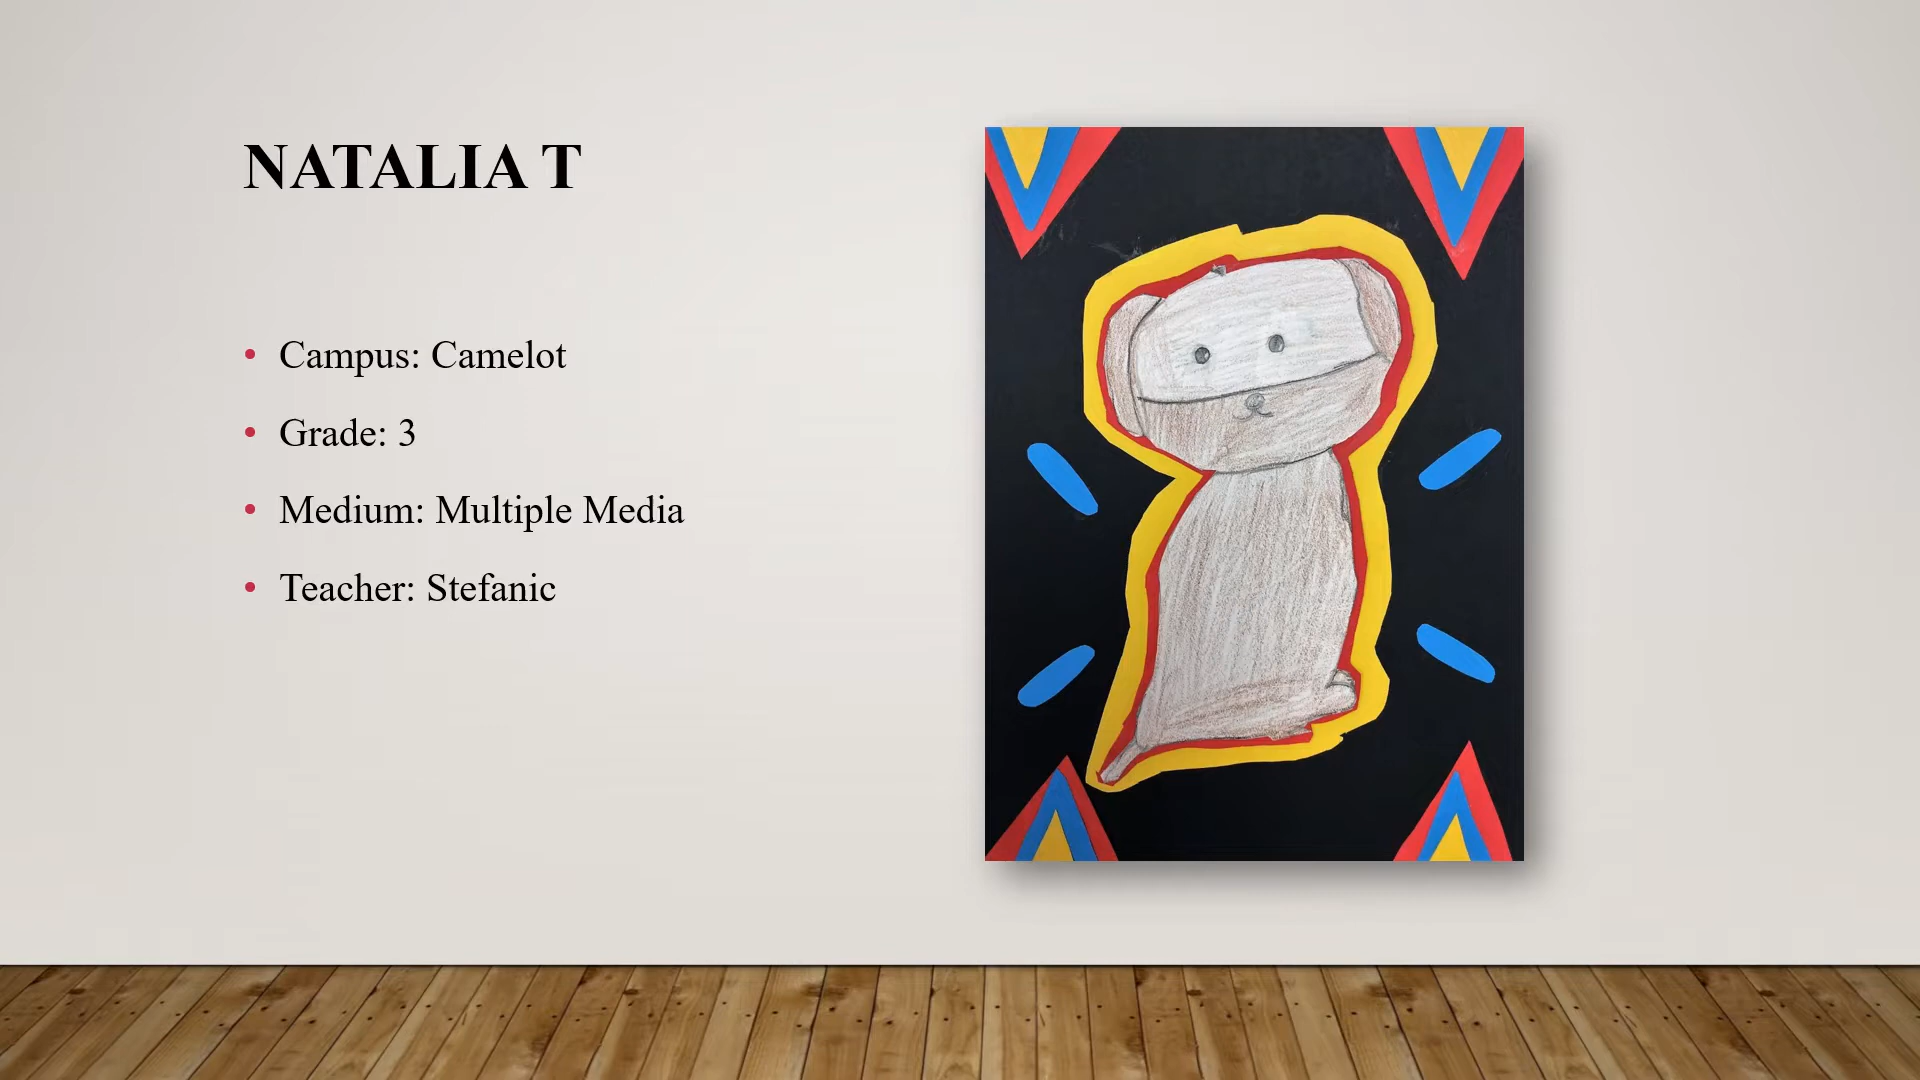 NATALIA T
• Campus: Camelot
• Grade: 3
• Medium: Multiple Media
• Teacher: Stefanic